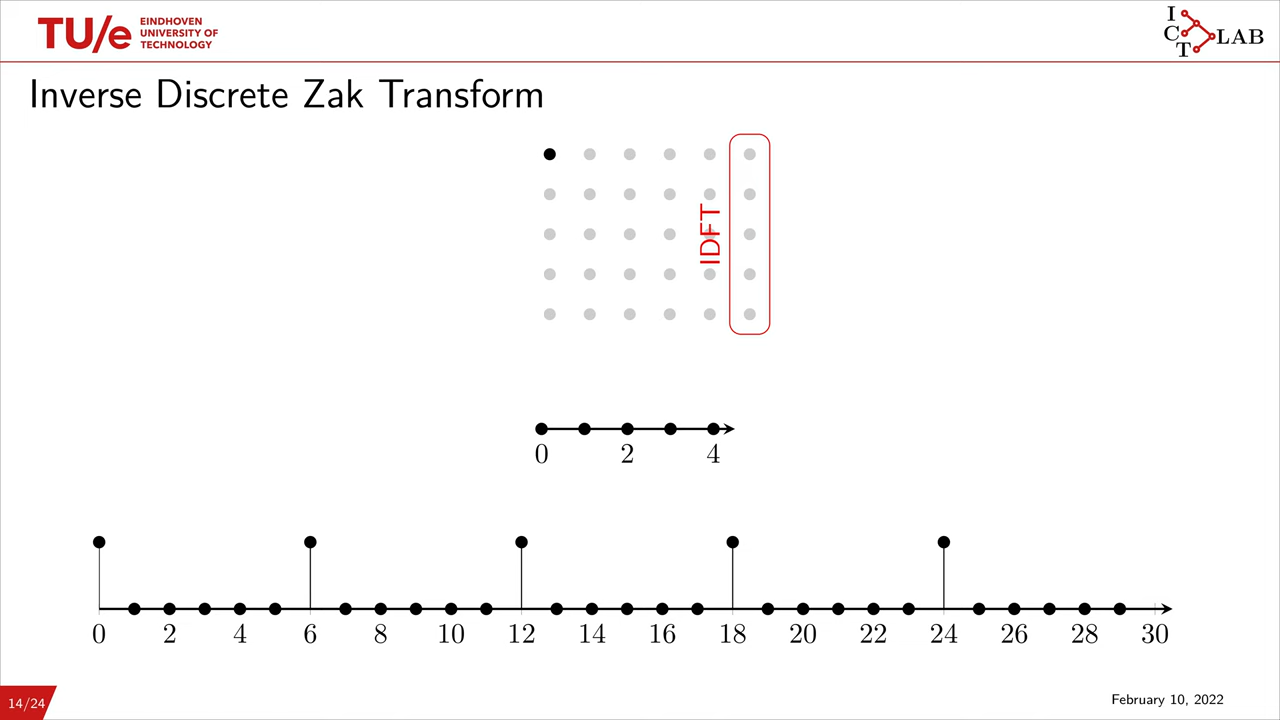 TU/e
EINDHOVEN
UNIVERSITY OF
TECHNOLOGY
I
C
T LAB
Inverse Discrete Zak Transform
IDFT
0 2 4
0 2 4 6 8 10 12 14 16 18 20 22 24 26 28 30
14/24
February 10, 2022